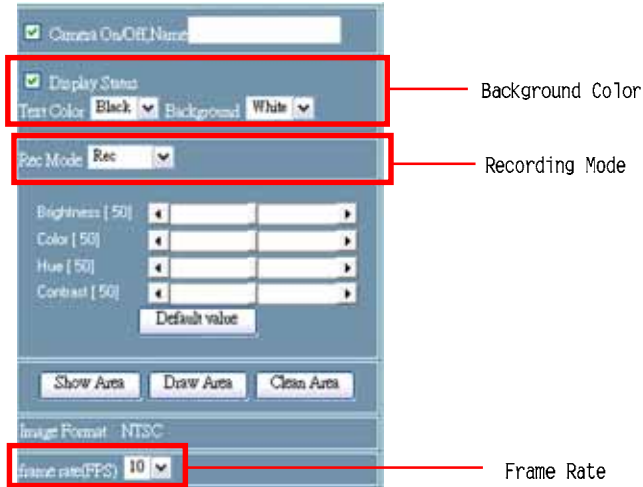 Camera On/Off,Name
Display Status
Text Color Black Background White
Background Color
Rec Mode Rec
Recording Mode
Brightness [ 50]
Color [ 50]
Hue [ 50]
Contrast [ 50]
Default value
Show Area Draw Area Clean Area
Image Format NTSC
frame rate(FPS) 10
Frame Rate